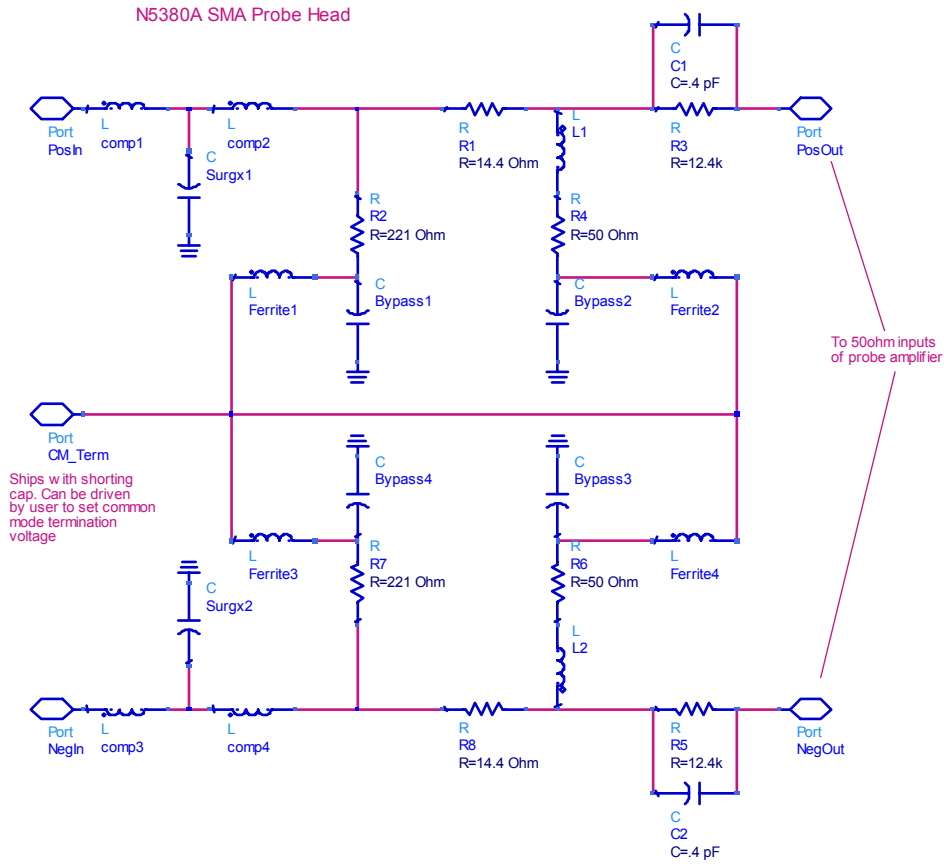 N5380A SMA Probe Head
C
C1
C=.4 pF
Port
PosIn
L
comp1
L
comp2
R
R1
R=14.4 Ohm
L
L1
R
R3
R=12.4k
Port
PosOut
C
Surgx1
R
R2
R=221 Ohm
R
R4
R=50 Ohm
L
Ferrite1
C
Bypass1
C
Bypass2
L
Ferrite2
To 50ohm inputs
of probe amplifier
Port
CM_Term
Ships with shorting
cap. Can be driven
by user to set common
mode termination
voltage
C
Bypass4
C
Bypass3
L
Ferrite3
R
R7
R=221 Ohm
R
R6
R=50 Ohm
L
Ferrite4
C
Surgx2
L
L2
Port
NegIn
L
comp3
L
comp4
R
R8
R=14.4 Ohm
R
R5
R=12.4k
Port
NegOut
C
C2
C=.4 pF